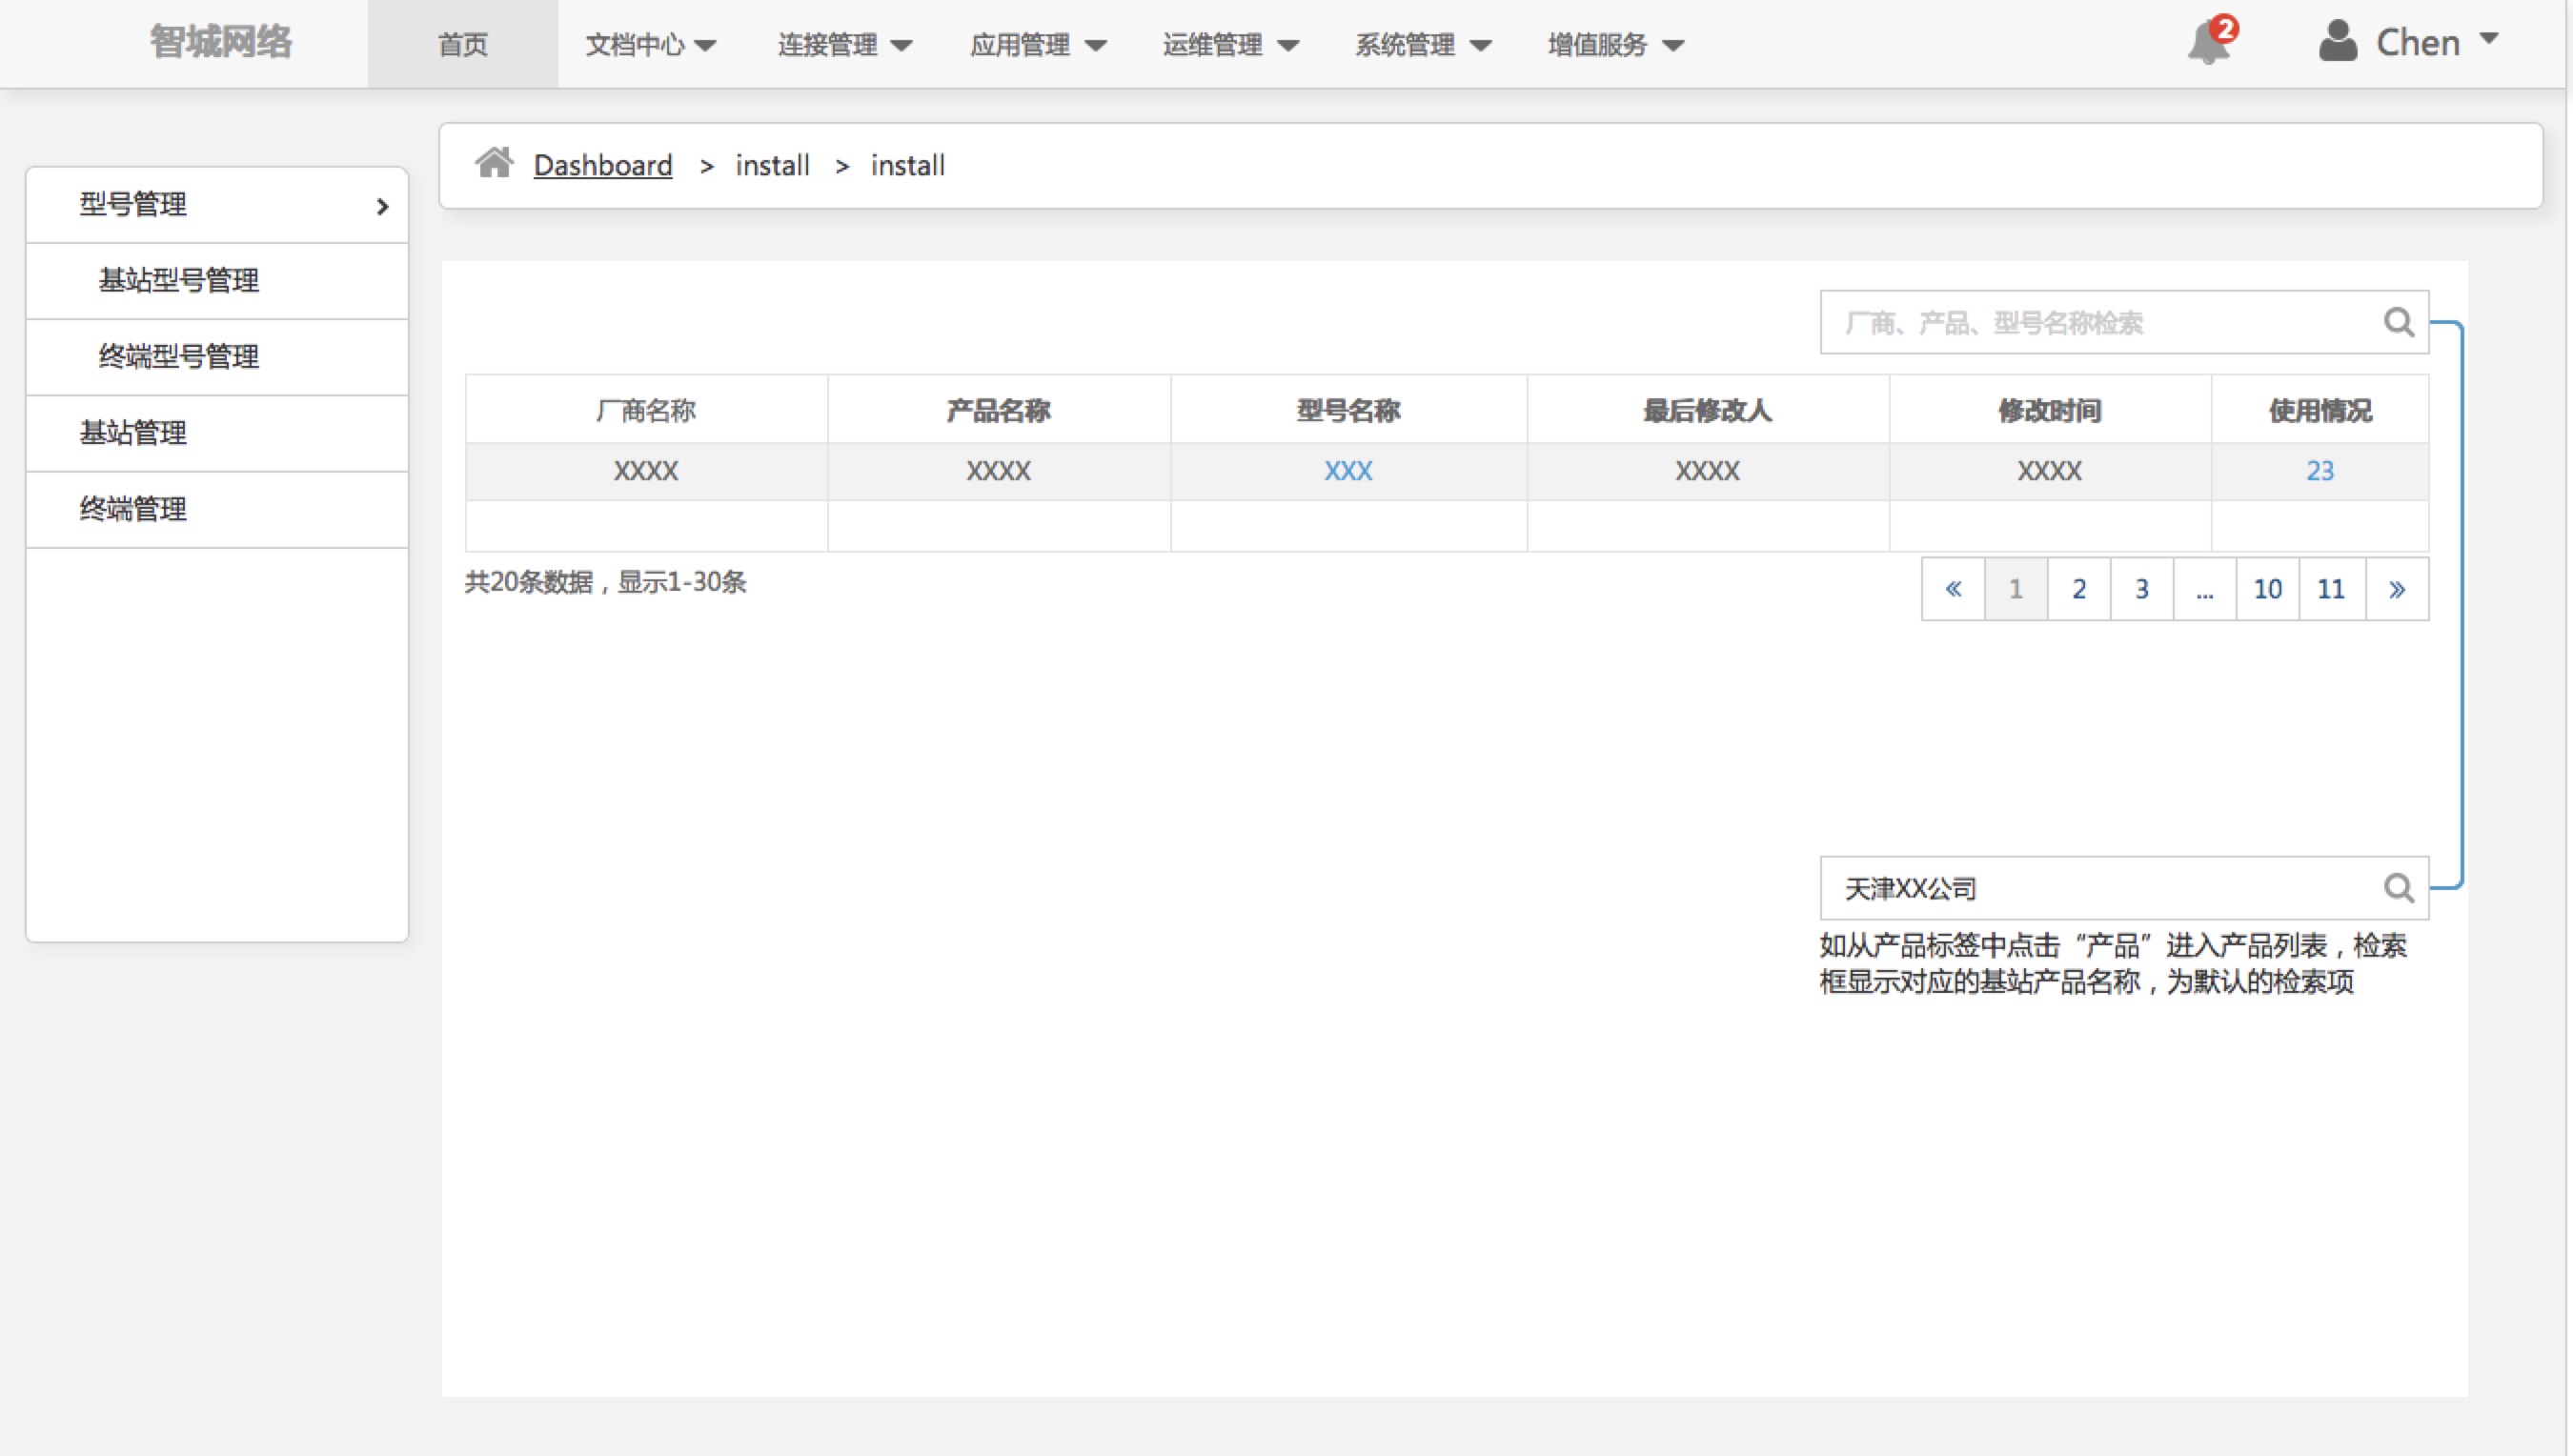 智城网络
首页
文档中心
连接管理
应用管理
运维管理
系统管理
增值服务
2
Chen
Dashboard > install > install
型号管理
基站型号管理
终端型号管理
基站管理
终端管理
厂商、产品、型号名称检索
厂商名称 产品名称 型号名称 最后修改人 修改时间 使用情况
XXXX XXXX XXX XXXX XXXX 23
共20条数据，显示1-30条
« 1 2 3 ... 10 11 »
天津XX公司
如从产品标签中点击“产品”进入产品列表，检索
框显示对应的基站产品名称，为默认的检索项